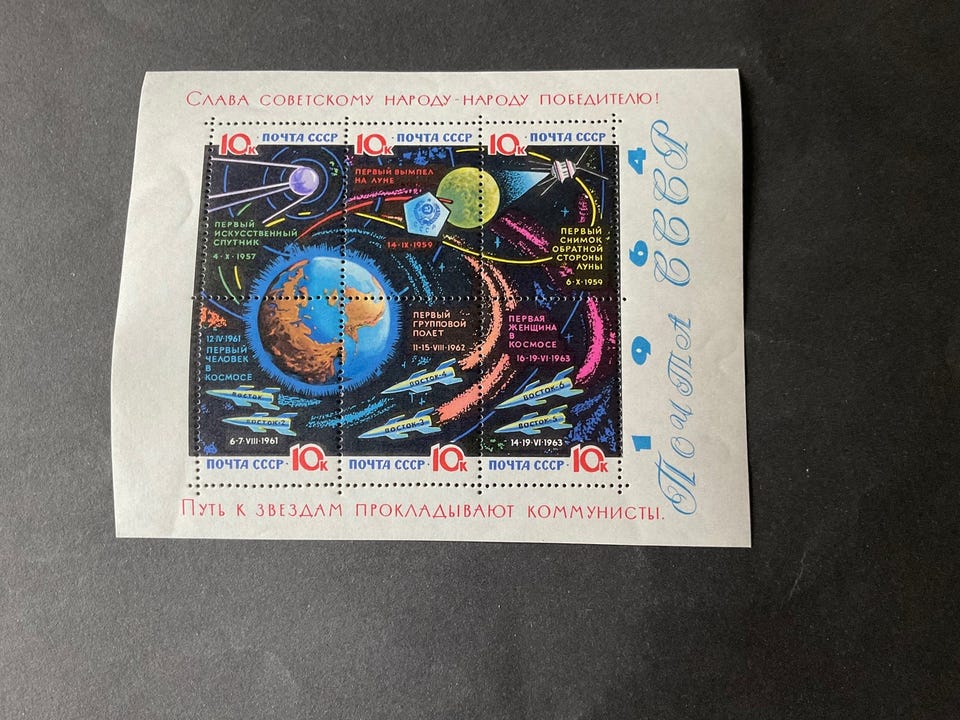 Слава советскому народу-народу победителю!
10к ПОЧТА СССР
10к ПОЧТА СССР
10к ПОЧТА СССР
ПЕРВЫЙ
ИСКУССТВЕННЫЙ
СПУТНИК
4·X·1957
ПЕРВЫЙ ВЫМПЕЛ
НА ЛУНЕ
14·IX·1959
ПЕРВЫЙ
СНИМОК
ОБРАТНОЙ
СТОРОНЫ
ЛУНЫ
6·X·1959
12·IV·1961
ПЕРВЫЙ
ЧЕЛОВЕК
В
КОСМОСЕ
ВОСТОК
ВОСТОК-2
6-7·VIII·1961
ПЕРВЫЙ
ГРУППОВОЙ
ПОЛЕТ
11-15·VIII·1962
ВОСТОК-4
ВОСТОК-3
ПЕРВАЯ
ЖЕНЩИНА
В
КОСМОСЕ
16-19·VI·1963
ВОСТОК-6
ВОСТОК-5
14-19·VI·1963
ПОЧТА СССР·10к
ПОЧТА СССР·10к
ПОЧТА СССР·10к
Путь к звездам прокладывают коммунисты.
1964
Почта СССР